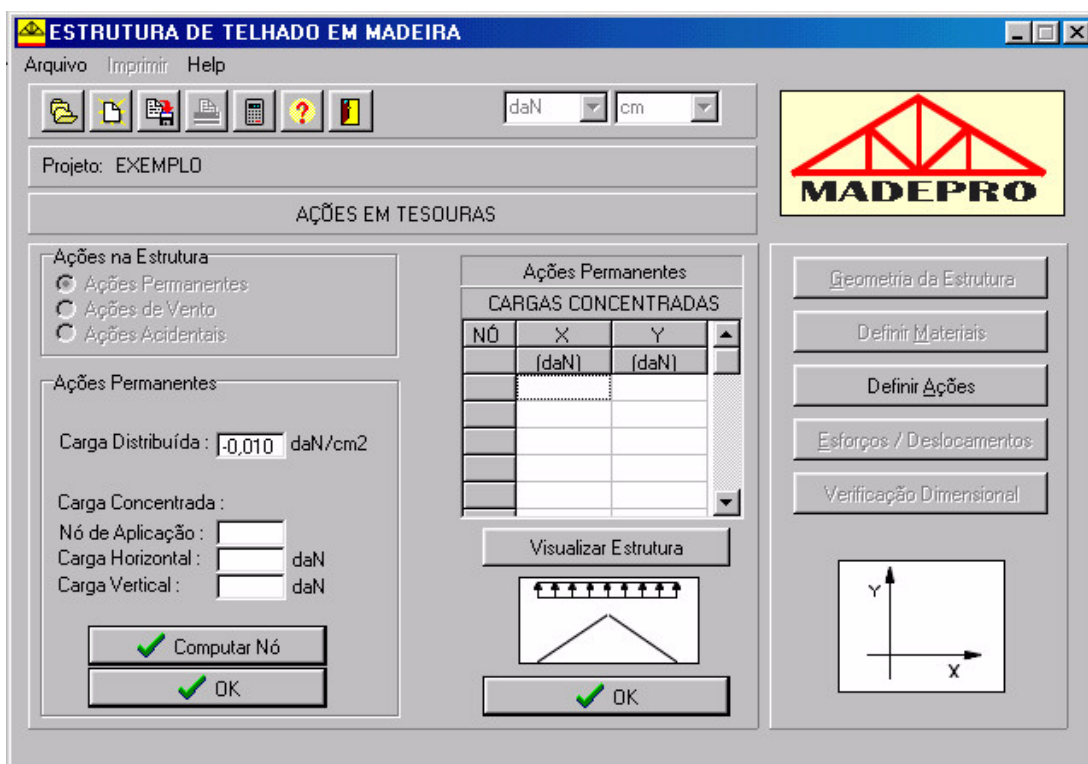 ESTRUTURA DE TELHADO EM MADEIRA
Arquivo Imprimir Help
daN cm
Projeto: EXEMPLO
MADEPRO
AÇÕES EM TESOURAS
Ações na Estrutura
Ações Permanentes
Ações de Vento
Ações Acidentais
Ações Permanentes
Carga Distribuída : -0,010 daN/cm2
Carga Concentrada :
Nó de Aplicação :
Carga Horizontal : daN
Carga Vertical : daN
Computar Nó
OK
Ações Permanentes
CARGAS CONCENTRADAS
NÓ X Y
(daN) (daN)
Visualizar Estrutura
OK
Geometria da Estrutura
Definir Materiais
Definir Ações
Esforços / Deslocamentos
Verificação Dimensional
Y
X